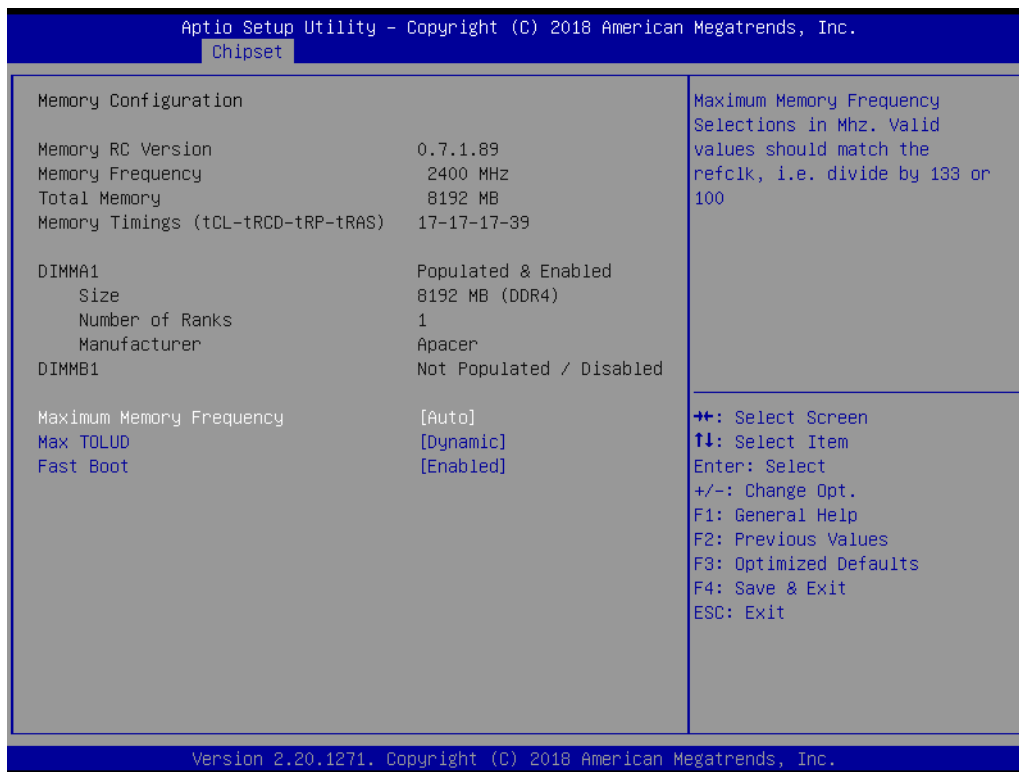 Aptio Setup Utility – Copyright (C) 2018 American Megatrends, Inc.
Chipset
Memory Configuration
Memory RC Version 0.7.1.89
Memory Frequency 2400 MHz
Total Memory 8192 MB
Memory Timings (tCL-tRCD-tRP-tRAS) 17-17-17-39
DIMMA1 Populated & Enabled
Size 8192 MB (DDR4)
Number of Ranks 1
Manufacturer Apacer
DIMMB1 Not Populated / Disabled
Maximum Memory Frequency [Auto]
Max TOLUD [Dynamic]
Fast Boot [Enabled]
Maximum Memory Frequency
Selections in Mhz. Valid
values should match the
refclk, i.e. divide by 133 or
100
→←: Select Screen
↑↓: Select Item
Enter: Select
+/-: Change Opt.
F1: General Help
F2: Previous Values
F3: Optimized Defaults
F4: Save & Exit
ESC: Exit
Version 2.20.1271. Copyright (C) 2018 American Megatrends, Inc.